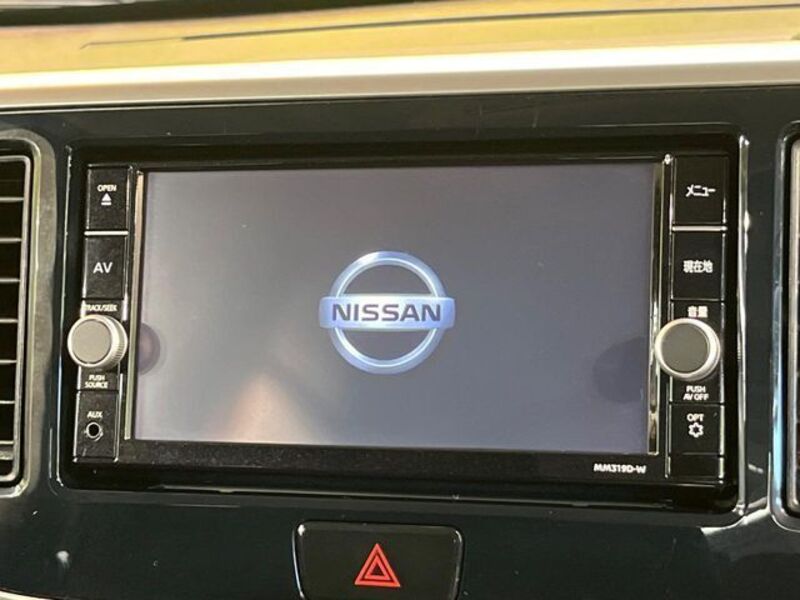 OPEN
AV
TRACK/SEEK
PUSH
SOURCE
AUX
NISSAN
メニュー
現在地
音量
PUSH
AV OFF
OPT
MM319D-W